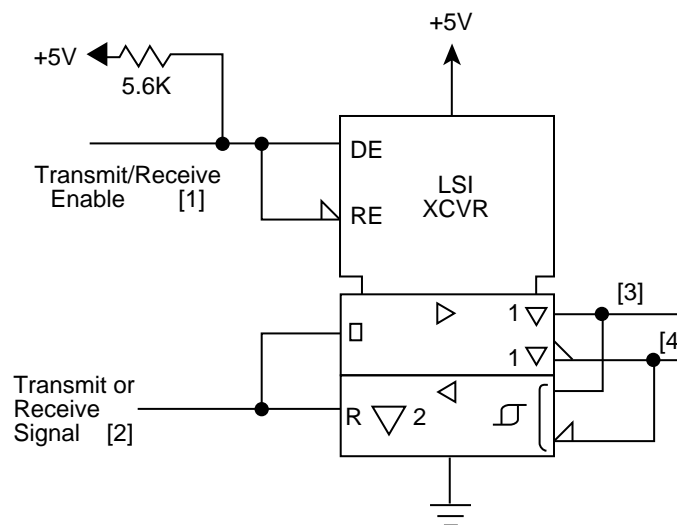 +5V
+5V
5.6K
DE
Transmit/Receive
Enable [1]
LSI
XCVR
RE
[3]
1
[4
1
Transmit or
Receive
Signal [2]
R 2